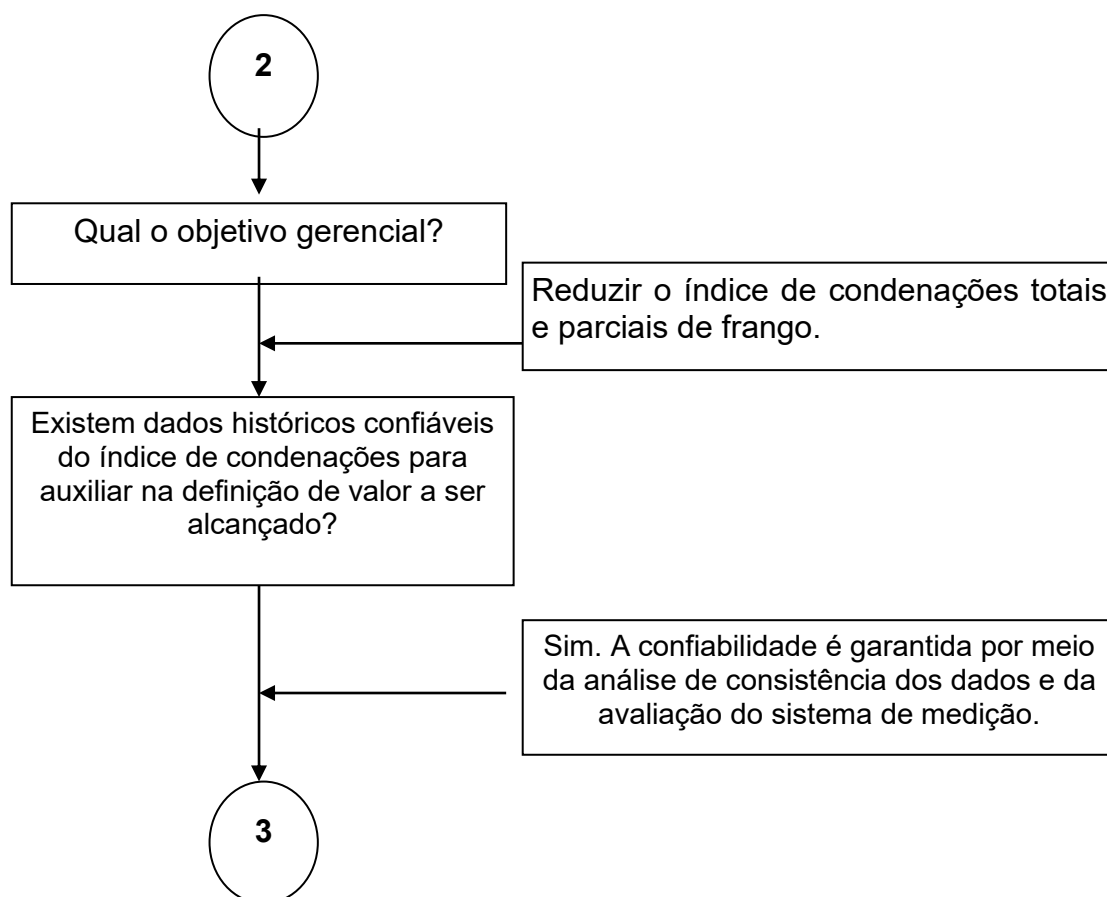 2
Qual o objetivo gerencial?
Reduzir o índice de condenações totais
e parciais de frango.
Existem dados históricos confiáveis
do índice de condenações para
auxiliar na definição de valor a ser
alcançado?
Sim. A confiabilidade é garantida por meio
da análise de consistência dos dados e da
avaliação do sistema de medição.
3